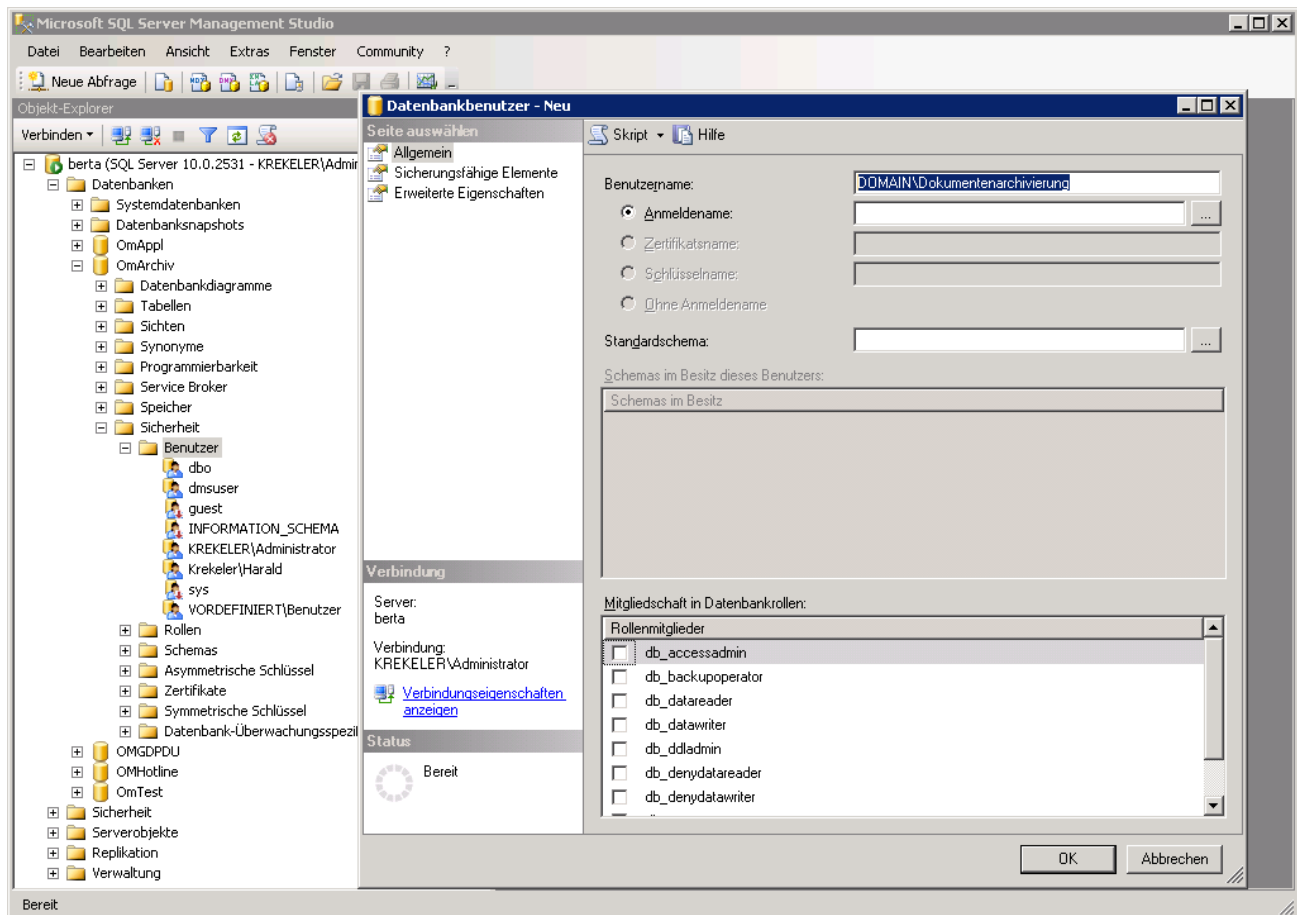 Microsoft SQL Server Management Studio
Datei Bearbeiten Ansicht Extras Fenster Community ?
Neue Abfrage
Objekt-Explorer
Verbinden
berta (SQL Server 10.0.2531 - KREKELER\Admir
Datenbanken
Systemdatenbanken
Datenbanksnapshots
OmAppl
OmArchiv
Datenbankdiagramme
Tabellen
Sichten
Synonyme
Programmierbarkeit
Service Broker
Speicher
Sicherheit
Benutzer
dbo
dmsuser
guest
INFORMATION_SCHEMA
KREKELER\Administrator
Krekeler\Harald
sys
VORDEFINIERT\Benutzer
Rollen
Schemas
Asymmetrische Schlüssel
Zertifikate
Symmetrische Schlüssel
Datenbank-Überwachungsspezif
OMGDPDU
OMHotline
OmTest
Sicherheit
Serverobjekte
Replikation
Verwaltung
Bereit
Datenbankbenutzer - Neu
Seite auswählen
Allgemein
Sicherungsfähige Elemente
Erweiterte Eigenschaften
Verbindung
Server:
berta
Verbindung:
KREKELER\Administrator
Verbindungseigenschaften
anzeigen
Status
Bereit
Skript Hilfe
Benutzername: DOMAIN\Dokumentenarchivierung
Anmeldename: ...
Zertifikatsname:
Schlüsselname:
Ohne Anmeldename
Standardschema: ...
Schemas im Besitz dieses Benutzers:
Schemas im Besitz
Mitgliedschaft in Datenbankrollen:
Rollenmitglieder
db_accessadmin
db_backupoperator
db_datareader
db_datawriter
db_ddladmin
db_denydatareader
db_denydatawriter
OK Abbrechen